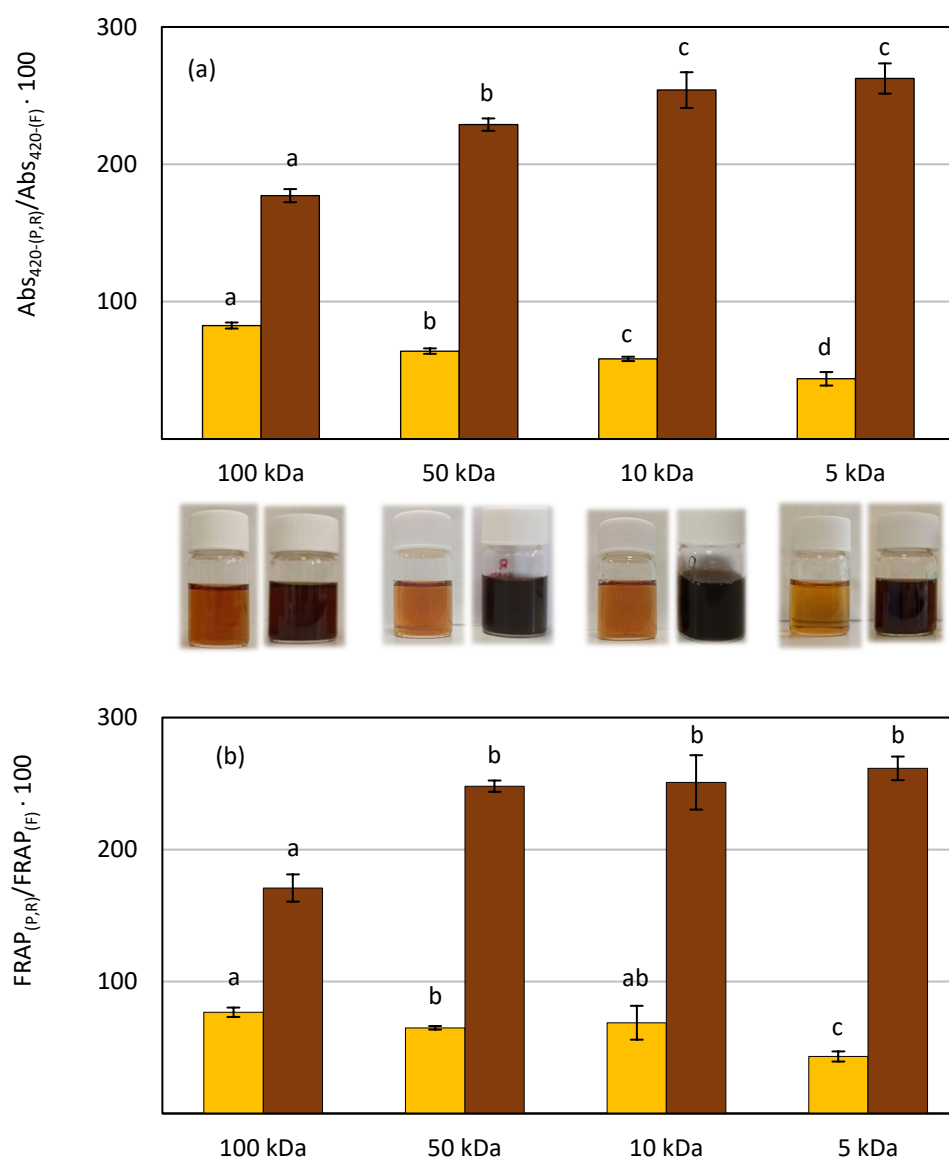 300
(a)
c
c
b
200
a
100
a
b
c
d
Abs420-(P,R)/Abs420-(F) · 100
100 kDa 50 kDa 10 kDa 5 kDa
300
(b)
b
b
b
a
200
100
a
b
ab
c
FRAP(P,R)/FRAP(F) · 100
100 kDa 50 kDa 10 kDa 5 kDa